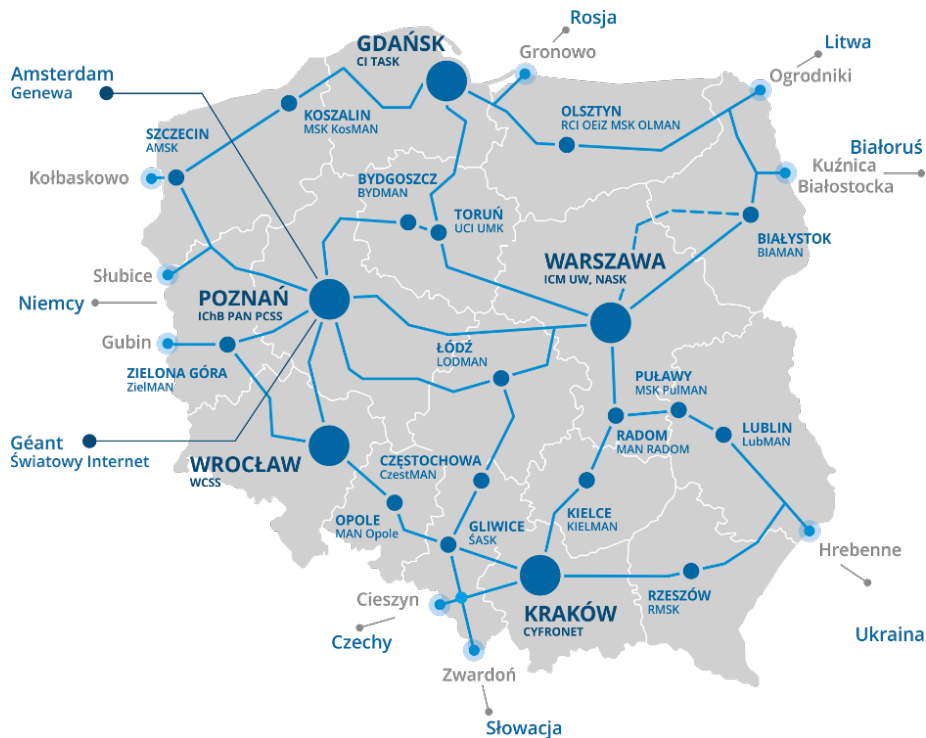 Rosja
GDAŃSK
CI TASK
Gronowo
Litwa
Ogrodniki
Amsterdam
Genewa
KOSZALIN
MSK KosMAN
OLSZTYN
RCI OEiZ MSK OLMAN
SZCZECIN
AMSK
Białoruś
Kuźnica
Białostocka
Kołbaskowo
BYDGOSZCZ
BYDMAN
TORUŃ
UCI UMK
BIAŁYSTOK
BIAMAN
WARSZAWA
ICM UW, NASK
Słubice
Niemcy
POZNAŃ
IChB PAN PCSS
Gubin
ŁÓDŹ
LODMAN
ZIELONA GÓRA
ZielMAN
PUŁAWY
MSK PulMAN
LUBLIN
LubMAN
RADOM
MAN RADOM
Géant
Światowy Internet
WROCŁAW
WCSS
CZĘSTOCHOWA
CzestMAN
OPOLE
MAN Opole
GLIWICE
ŚASK
KIELCE
KIELMAN
Hrebenne
Cieszyn
KRAKÓW
CYFRONET
RZESZÓW
RMSK
Czechy
Ukraina
Zwardoń
Słowacja